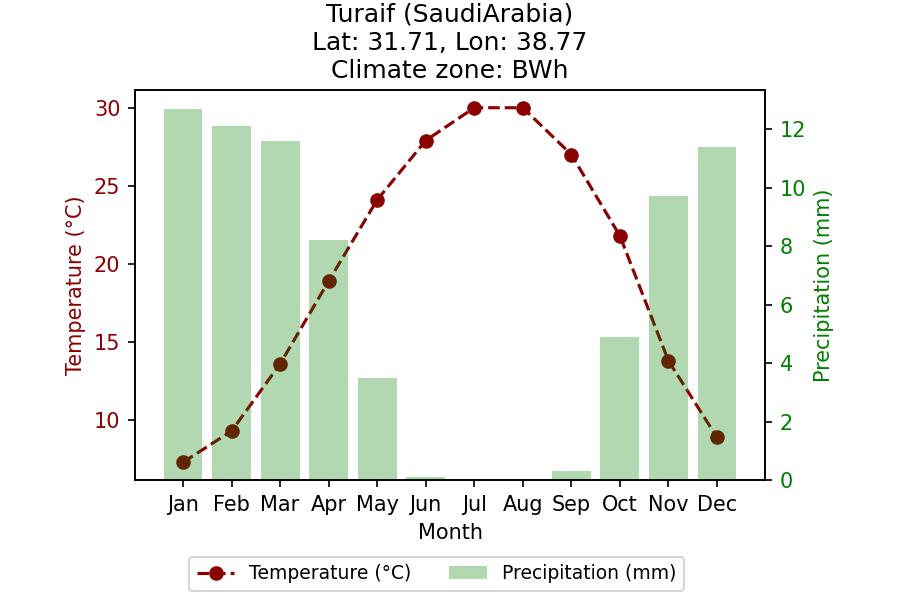 Turaif (SaudiArabia)
Lat: 31.71, Lon: 38.77
Climate zone: BWh
30
25
20
15
10
Temperature (°C)
12
10
8
6
4
2
0
Precipitation (mm)
Jan Feb Mar Apr May Jun Jul Aug Sep Oct Nov Dec
Month
Temperature (°C) Precipitation (mm)